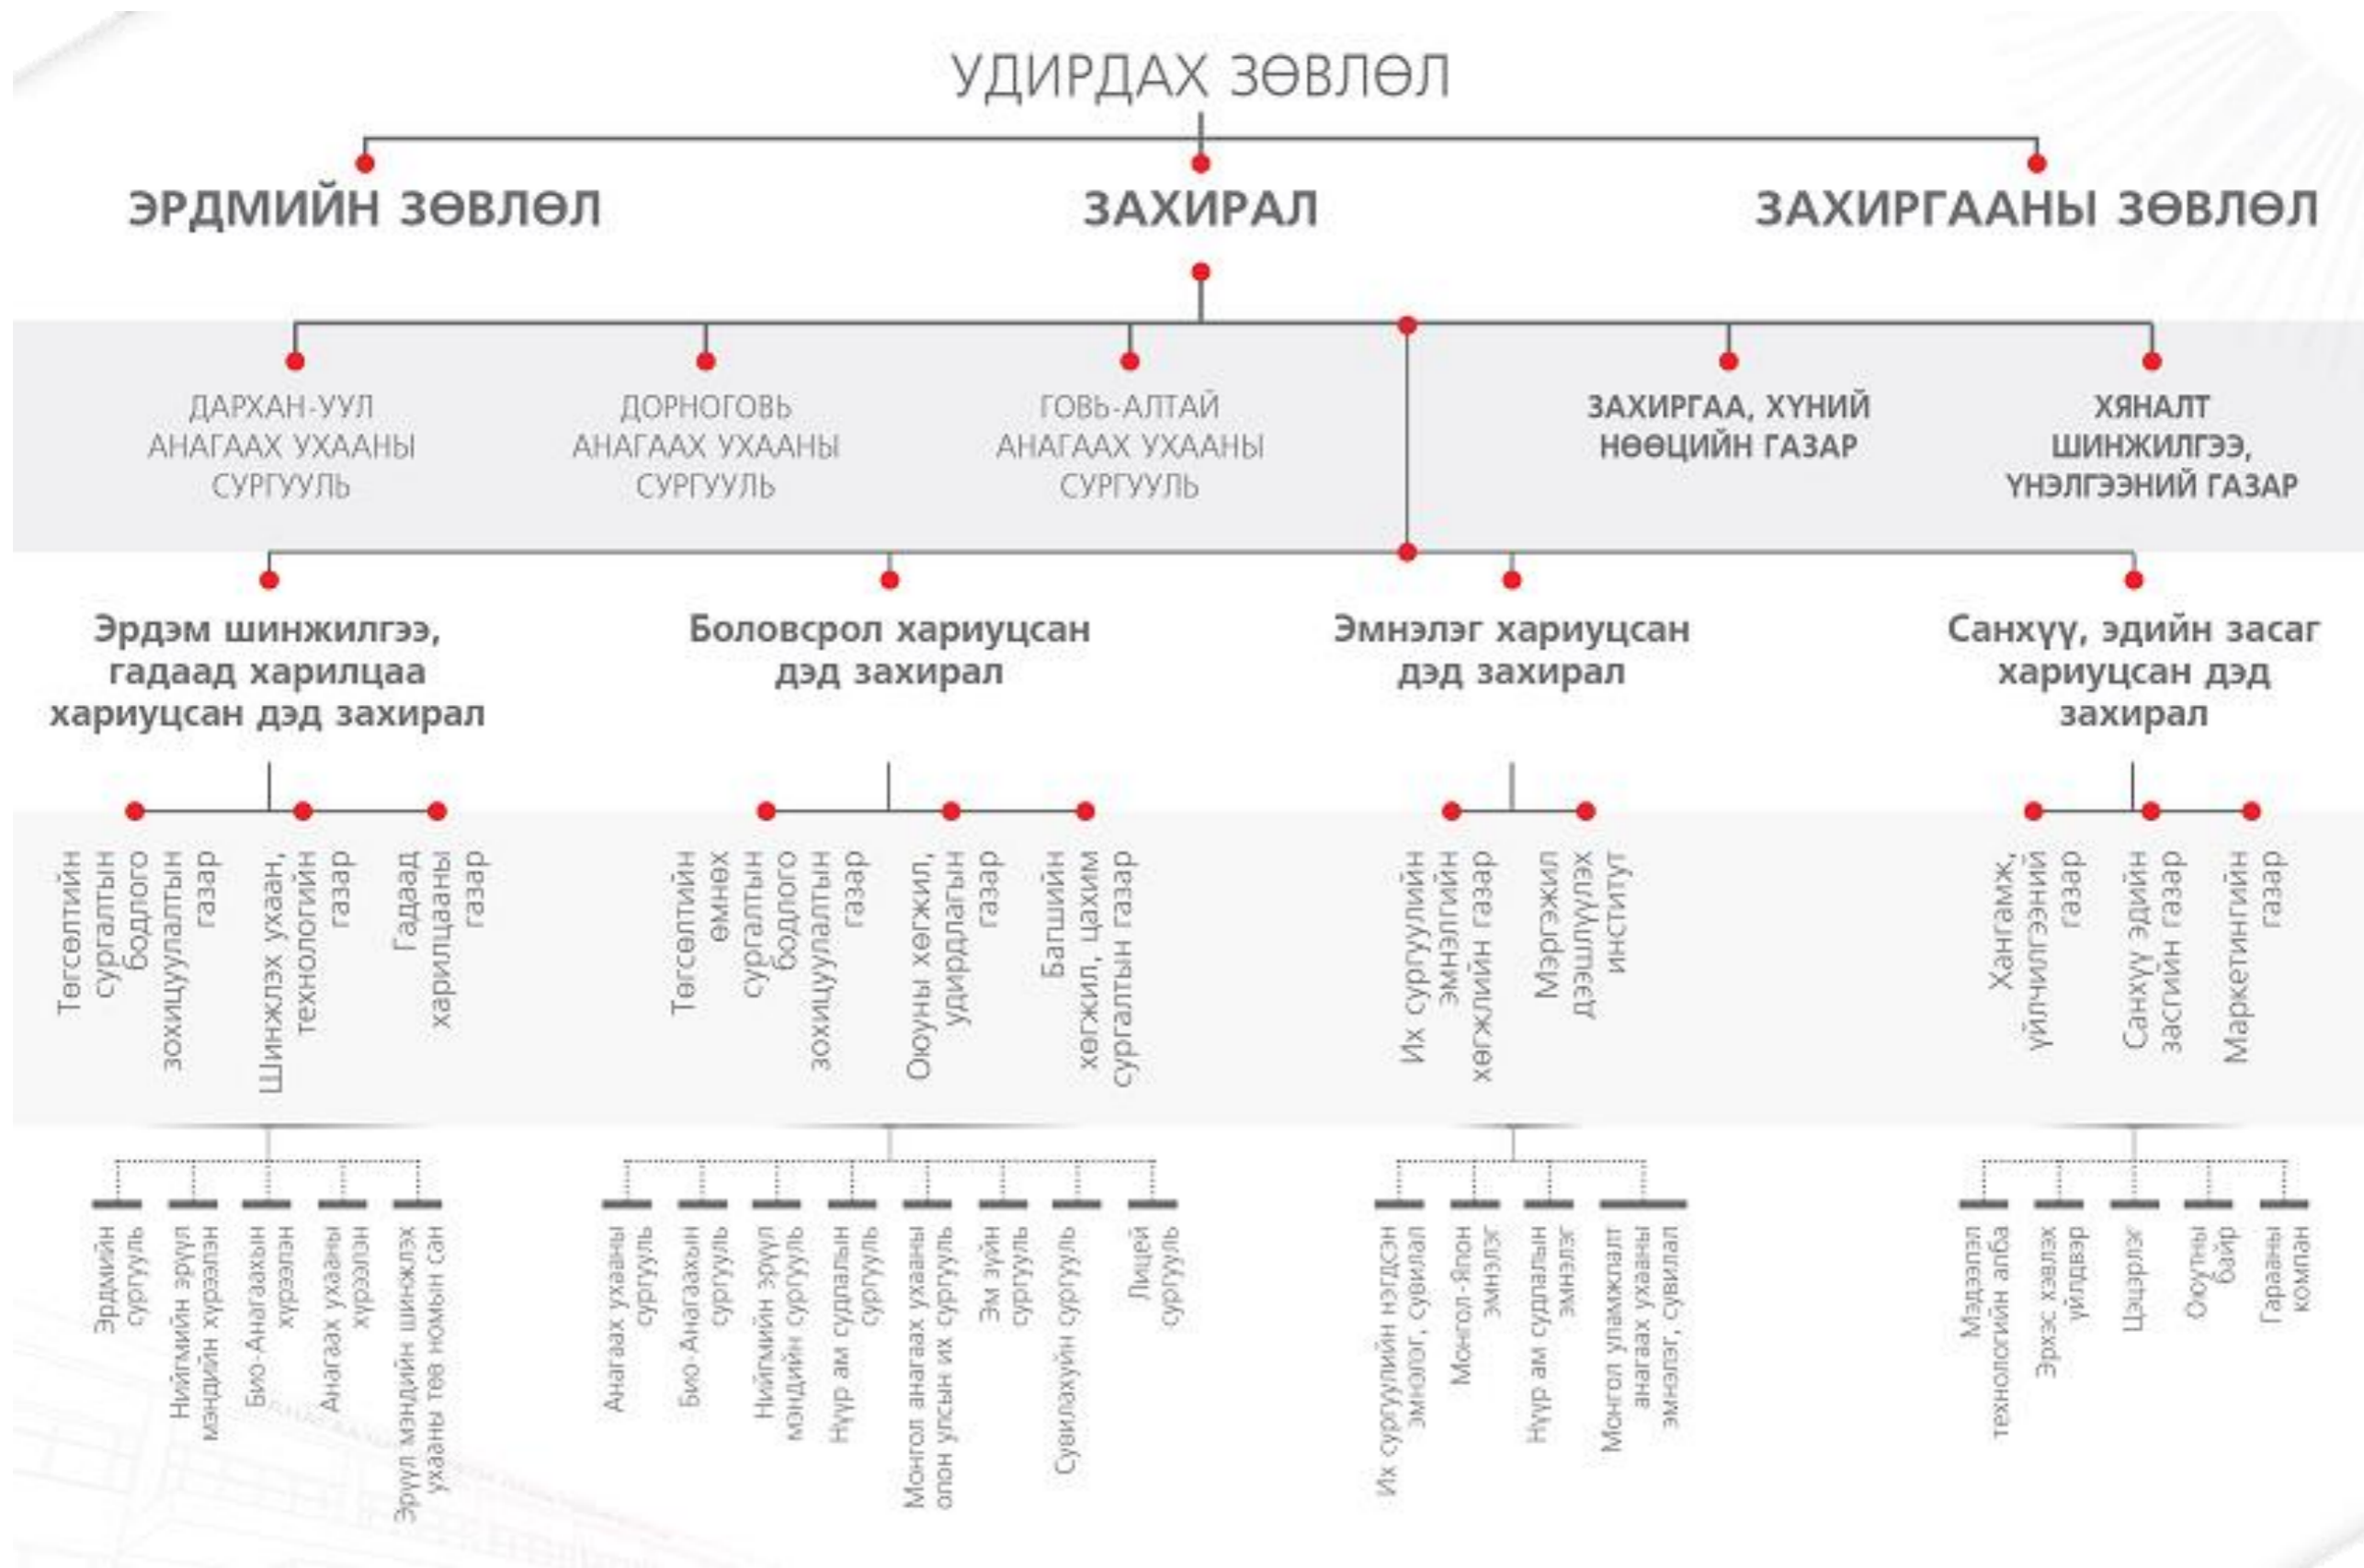 УДИРДАХ ЗӨВЛӨЛ
ЭРДМИЙН ЗӨВЛӨЛ
ЗАХИРАЛ
ЗАХИРГААНЫ ЗӨВЛӨЛ
ДАРХАН-УУЛ
АНАГААХ УХААНЫ
СУРГУУЛЬ
ДОРНОГОВЬ
АНАГААХ УХААНЫ
СУРГУУЛЬ
ГОВЬ-АЛТАЙ
АНАГААХ УХААНЫ
СУРГУУЛЬ
ЗАХИРГАА, ХҮНИЙ
НӨӨЦИЙН ГАЗАР
ХЯНАЛТ
ШИНЖИЛГЭЭ,
ҮНЭЛГЭЭНИЙ ГАЗАР
Эрдэм шинжилгээ,
гадаад харилцаа
хариуцсан дэд захирал
Боловсрол хариуцсан
дэд захирал
Эмнэлэг хариуцсан
дэд захирал
Санхүү, эдийн засаг
хариуцсан дэд
захирал
Төгсөлтийн
сургалтын
бодлого
зохицуулалтын
газар
Шинжлэх ухаан,
технологийн
газар
Гадаад
харилцааны
газар
Төгсөлтийн
өмнөх
сургалтын
бодлого
зохицуулалтын
газар
Оюуны хөгжил,
удирдлагын
газар
Багшийн
хөгжил, цахим
сургалтын газар
Их сургуулийн
эмнэлгийн
хөгжлийн газар
Мэргэжил
дээшлүүлэх
институт
Хангамж,
үйлчилгээний
газар
Санхүү эдийн
засгийн газар
Маркетингийн
газар
Эрдмийн
сургууль
Нийгмийн эрүүл
мэндийн хүрээлэн
Био-Анагаахын
хүрээлэн
Анагаах ухааны
хүрээлэн
Эрүүл мэндийн шинжлэх
ухааны төв номын сан
Анагаах ухааны
сургууль
Био-Анагаахын
сургууль
Нийгмийн эрүүл
мэндийн сургууль
Нүүр ам судлалын
сургууль
Монгол анагаах ухааны
олон улсын их сургууль
Эм зүйн
сургууль
Сувилахуйн сургууль
Лицей
сургууль
Их сургуулийн нэгдсэн
эмнэлэг, сувилал
Монгол-Япон
эмнэлэг
Нүүр ам судлалын
эмнэлэг
Монгол уламжлалт
анагаах ухааны
эмнэлэг, сувилал
Мэдээлэл
технологийн алба
Эрхэс хэвлэх
үйлдвэр
Цэцэрлэг
Оюутны
байр
Гарааны
компан